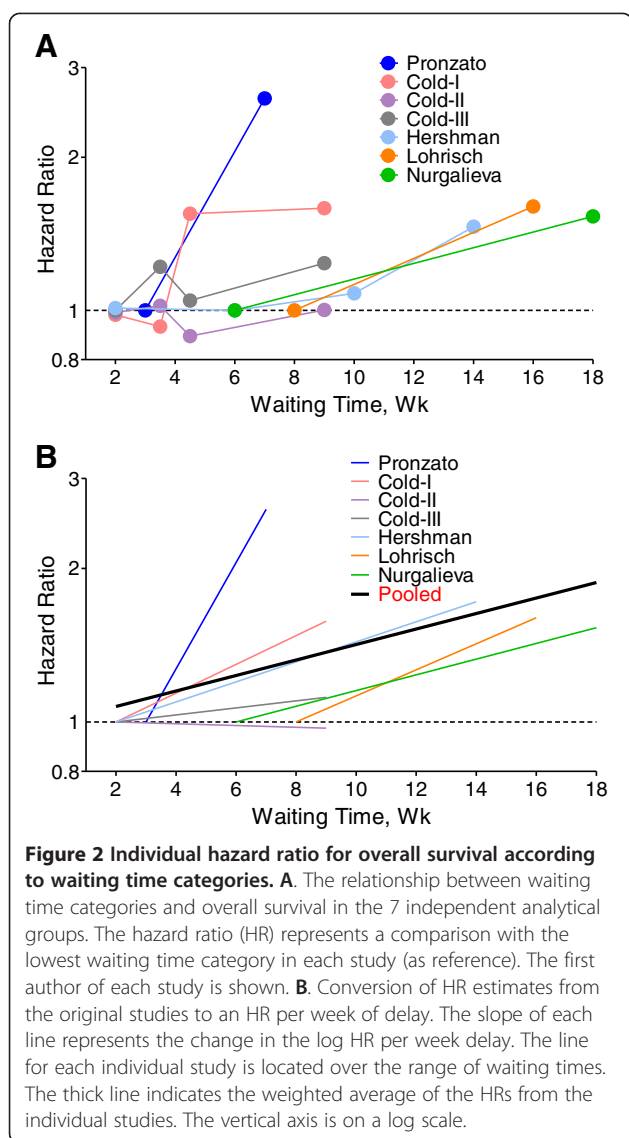 A
3
2
1
0.8
Hazard Ratio
Pronzato
Cold-I
Cold-II
Cold-III
Hershman
Lohrisch
Nurgalieva
2 4 6 8 10 12 14 16 18
Waiting Time, Wk
B
3
2
1
0.8
Hazard Ratio
Pronzato
Cold-I
Cold-II
Cold-III
Hershman
Lohrisch
Nurgalieva
Pooled
2 4 6 8 10 12 14 16 18
Waiting Time, Wk
Figure 2 Individual hazard ratio for overall survival according
to waiting time categories. A. The relationship between waiting
time categories and overall survival in the 7 independent analytical
groups. The hazard ratio (HR) represents a comparison with the
lowest waiting time category in each study (as reference). The first
author of each study is shown. B. Conversion of HR estimates from
the original studies to an HR per week of delay. The slope of each
line represents the change in the log HR per week delay. The line
for each individual study is located over the range of waiting times.
The thick line indicates the weighted average of the HRs from the
individual studies. The vertical axis is on a log scale.